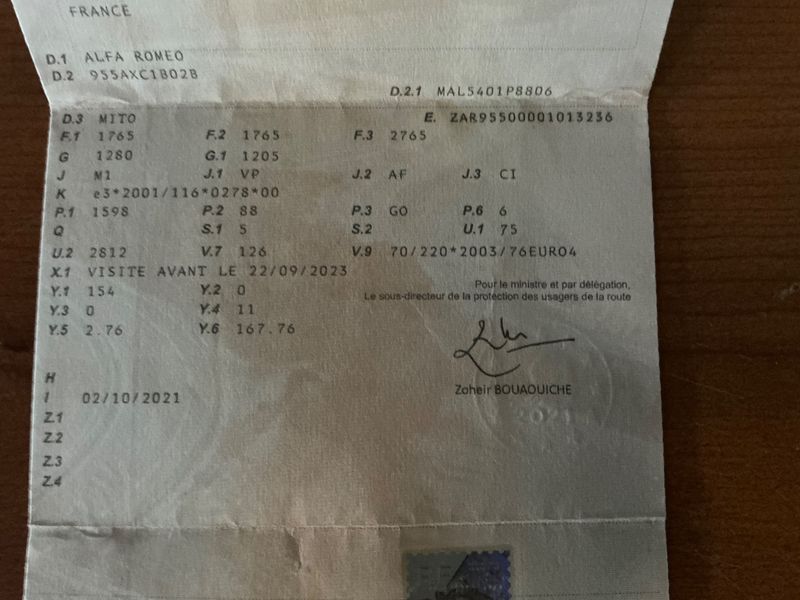 FRANCE
D.1 ALFA ROMEO
D.2 955AXC1B02B
D.2.1 MAL5401P8806
D.3 MITO E. ZAR95500001013236
F.1 1765 F.2 1765 F.3 2765
G 1280 G.1 1205
J M1 J.1 VP J.2 AF J.3 CI
K e3*2001/116*0278*00
P.1 1598 P.2 88 P.3 GO P.6 6
Q S.1 5 S.2 U.1 75
U.2 2812 V.7 126 V.9 70/220*2003/76EURO4
X.1 VISITE AVANT LE 22/09/2023
Y.1 154 Y.2 0
Pour le ministre et par délégation,
Le sous-directeur de la protection des usagers de la route
Y.3 0 Y.4 11
Y.5 2.76 Y.6 167.76
H
Zoheir BOUAOUICHE
I 02/10/2021
2021
Z.1
Z.2
Z.3
Z.4